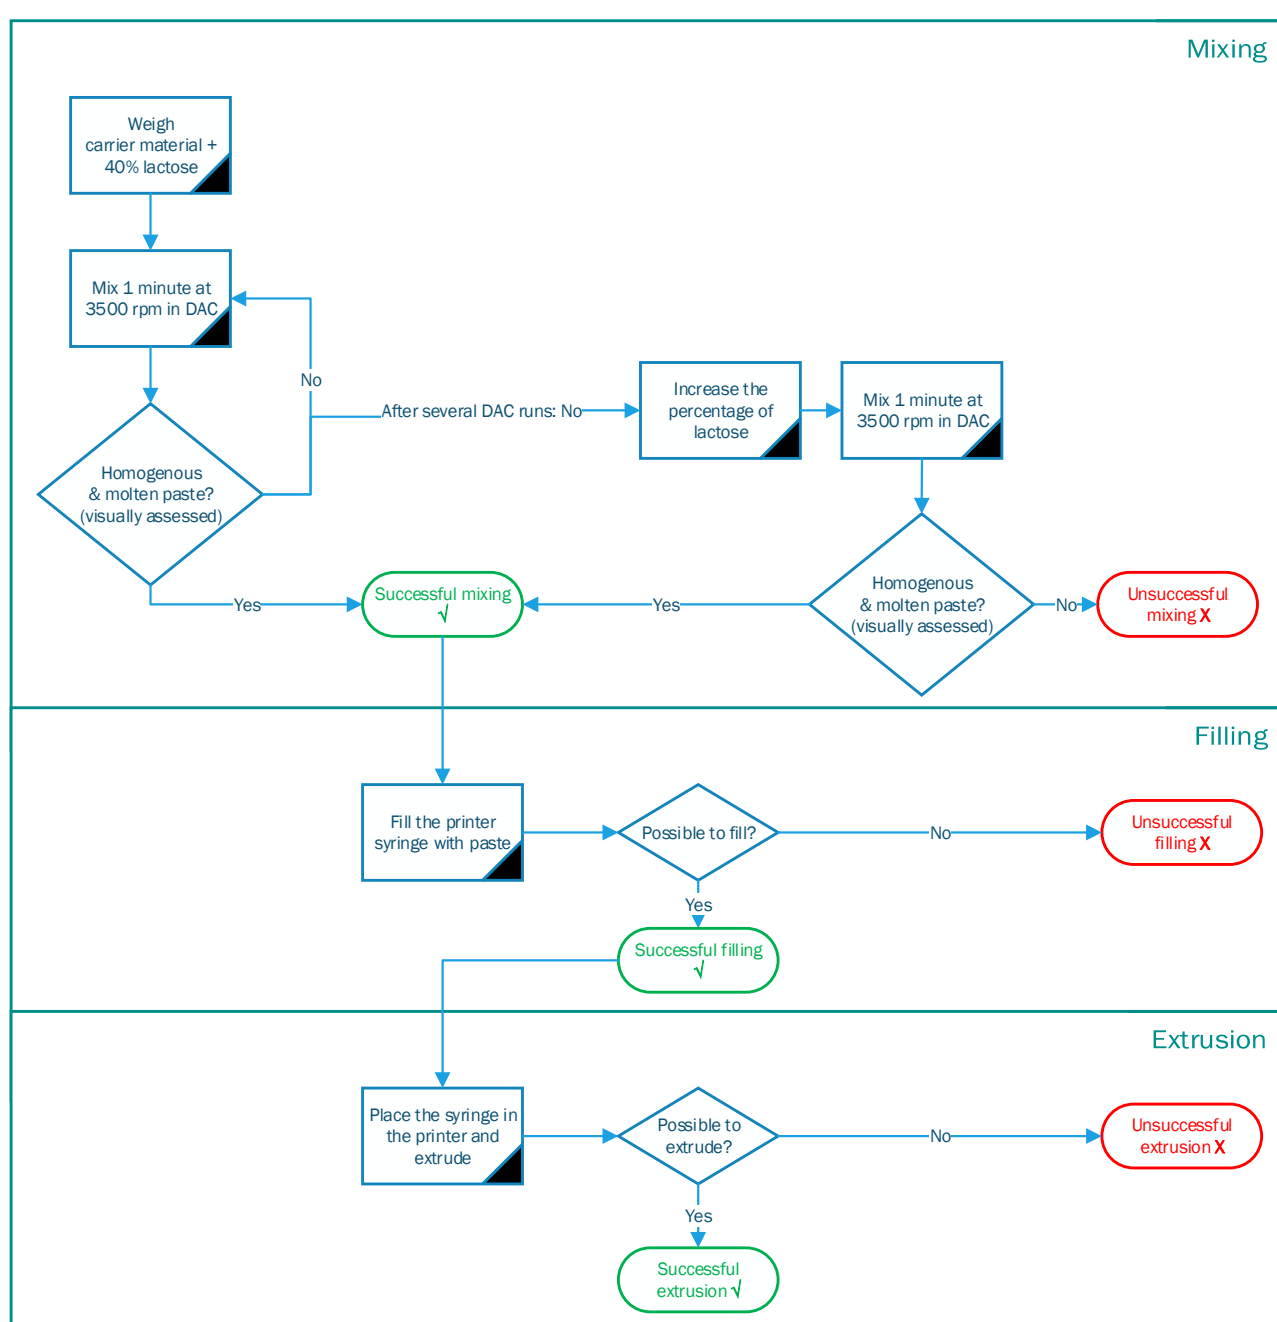 Mixing
Weigh
carrier material +
40% lactose
Mix 1 minute at
3500 rpm in DAC
No
After several DAC runs: No
Increase the
percentage of
lactose
Mix 1 minute at
3500 rpm in DAC
Homogenous
& molten paste?
(visually assessed)
Yes
Successful mixing
√
Yes
Homogenous
& molten paste?
(visually assessed)
No
Unsuccessful
mixing X
Filling
Fill the printer
syringe with paste
Possible to fill?
No
Unsuccessful
filling X
Yes
Successful filling
√
Extrusion
Place the syringe in
the printer and
extrude
Possible to
extrude?
No
Unsuccessful
extrusion X
Yes
Successful
extrusion √